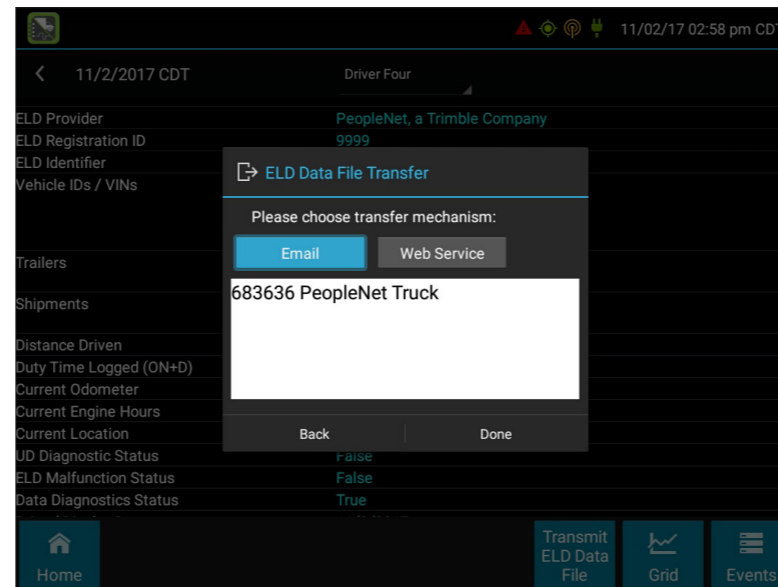 11/02/17 02:58 pm CDT
11/2/2017 CDT Driver Four
ELD Provider PeopleNet, a Trimble Company
ELD Registration ID 9999
ELD Identifier
Vehicle IDs / VINs
ELD Data File Transfer
Please choose transfer mechanism:
Email Web Service
683636 PeopleNet Truck
Back Done
Trailers
Shipments
Distance Driven
Duty Time Logged (ON+D)
Current Odometer
Current Engine Hours
Current Location
UD Diagnostic Status False
ELD Malfunction Status False
Data Diagnostics Status True
Home
Transmit
ELD Data
File
Grid
Events